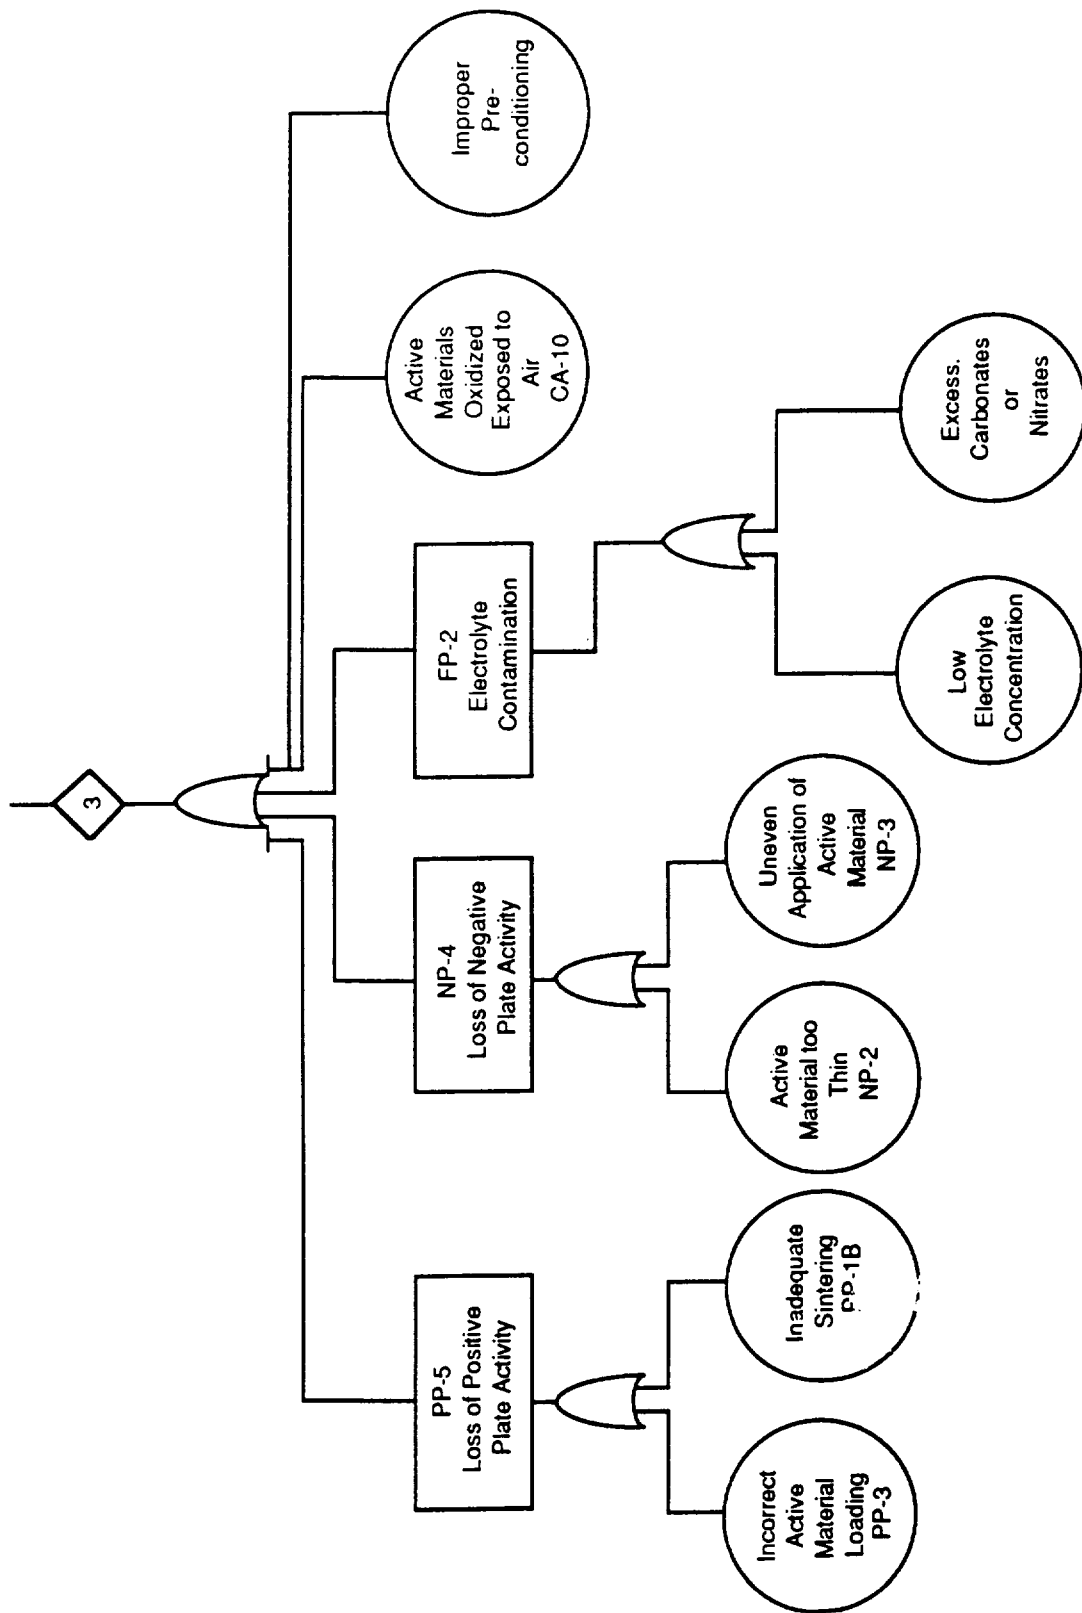 3
PP-5
Loss of Positive
Plate Activity
NP-4
Loss of Negative
Plate Activity
FP-2
Electrolyte
Contamination
Active
Materials
Oxidized
Exposed to
Air
CA-10
Improper
Pre-
conditioning
Incorrect
Active
Material
Loading
PP-3
Inadequate
Sintering
PP-1B
Active
Material too
Thin
NP-2
Uneven
Application of
Active
Material
NP-3
Low
Electrolyte
Concentration
Excess.
Carbonates
or
Nitrates